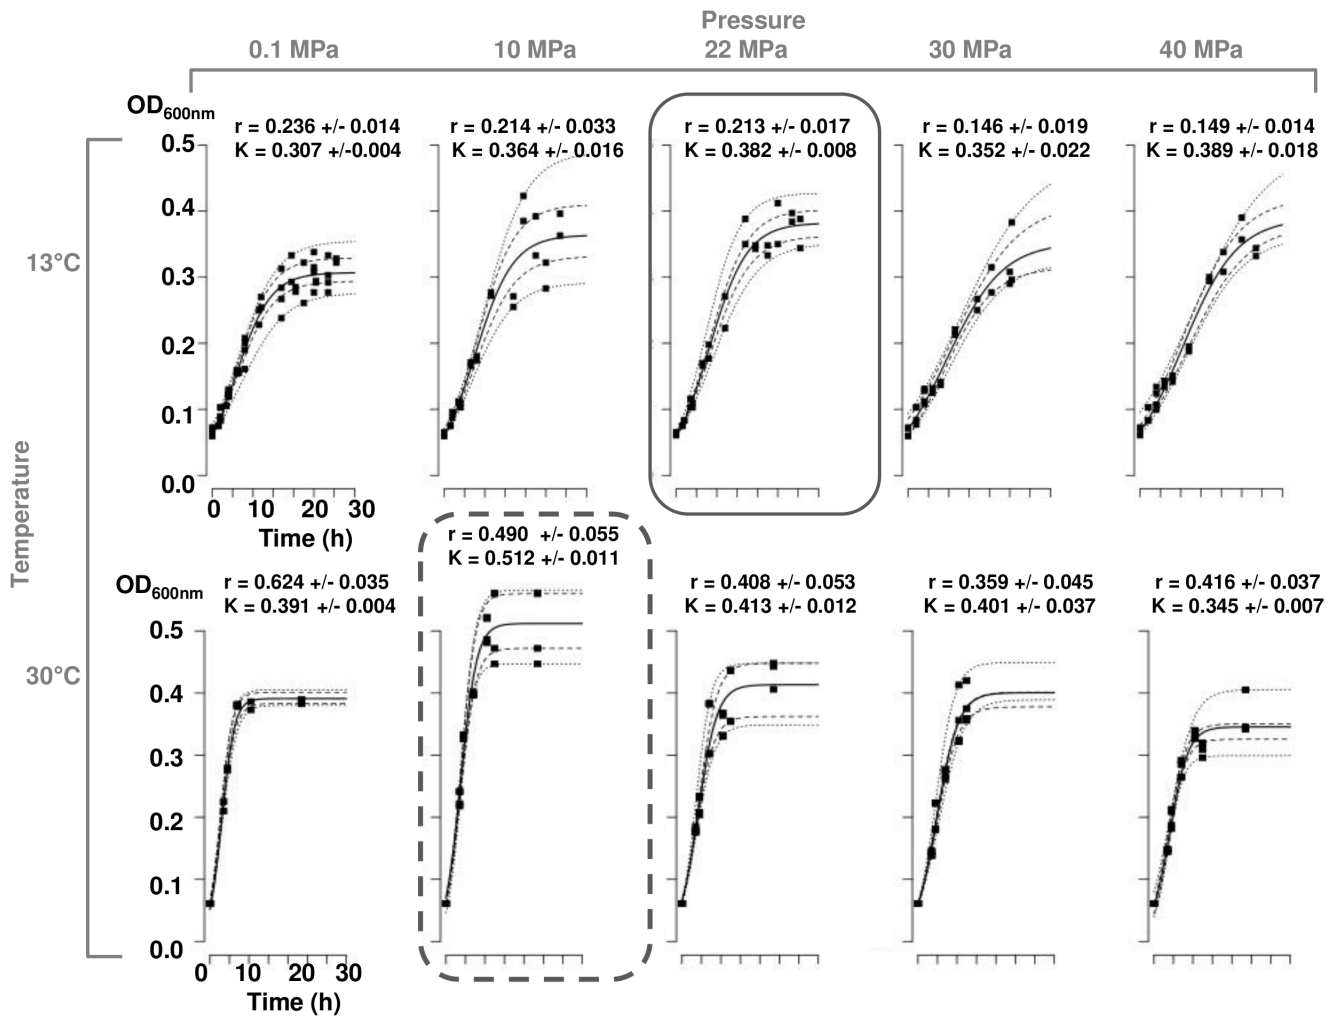 Pressure
0.1 MPa 10 MPa 22 MPa 30 MPa 40 MPa
OD600nm
r = 0.236 +/- 0.014 r = 0.214 +/- 0.033 r = 0.213 +/- 0.017 r = 0.146 +/- 0.019 r = 0.149 +/- 0.014
K = 0.307 +/-0.004 K = 0.364 +/- 0.016 K = 0.382 +/- 0.008 K = 0.352 +/- 0.022 K = 0.389 +/- 0.018
0.5
0.4
13°C
0.3
0.2
0.1
0.0
0 10 20 30
Time (h)
Temperature
r = 0.490 +/- 0.055
K = 0.512 +/- 0.011
OD600nm
r = 0.624 +/- 0.035 r = 0.408 +/- 0.053 r = 0.359 +/- 0.045 r = 0.416 +/- 0.037
K = 0.391 +/- 0.004 K = 0.413 +/- 0.012 K = 0.401 +/- 0.037 K = 0.345 +/- 0.007
0.5
30°C
0.4
0.3
0.2
0.1
0.0
0 10 20 30
Time (h)